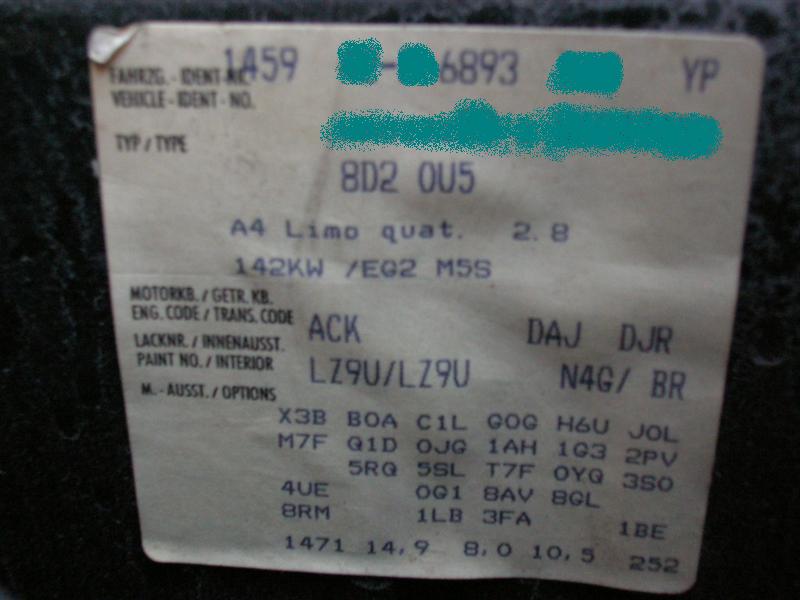 1459 - 6893 YP
FAHRZG.-IDENT-NR.
VEHICLE-IDENT-NO.
TYP / TYPE
8D2 0U5
A4 Limo quat. 2.8
142KW /EG2 M5S
MOTORKB. / GETR. KB.
ENG. CODE / TRANS. CODE
ACK DAJ DJR
LACKNR. / INNENAUSST.
PAINT NO. / INTERIOR
LZ9U/LZ9U N4G/ BR
M.-AUSST. / OPTIONS
X3B B0A C1L G0G H6U J0L
M7F Q1D 0JG 1AH 1G3 2PV
5RQ 5SL T7F 0YQ 3S0
4UE 0G1 8AV 8GL
8RM 1LB 3FA 1BE
1471 14,9 8,0 10,5 252